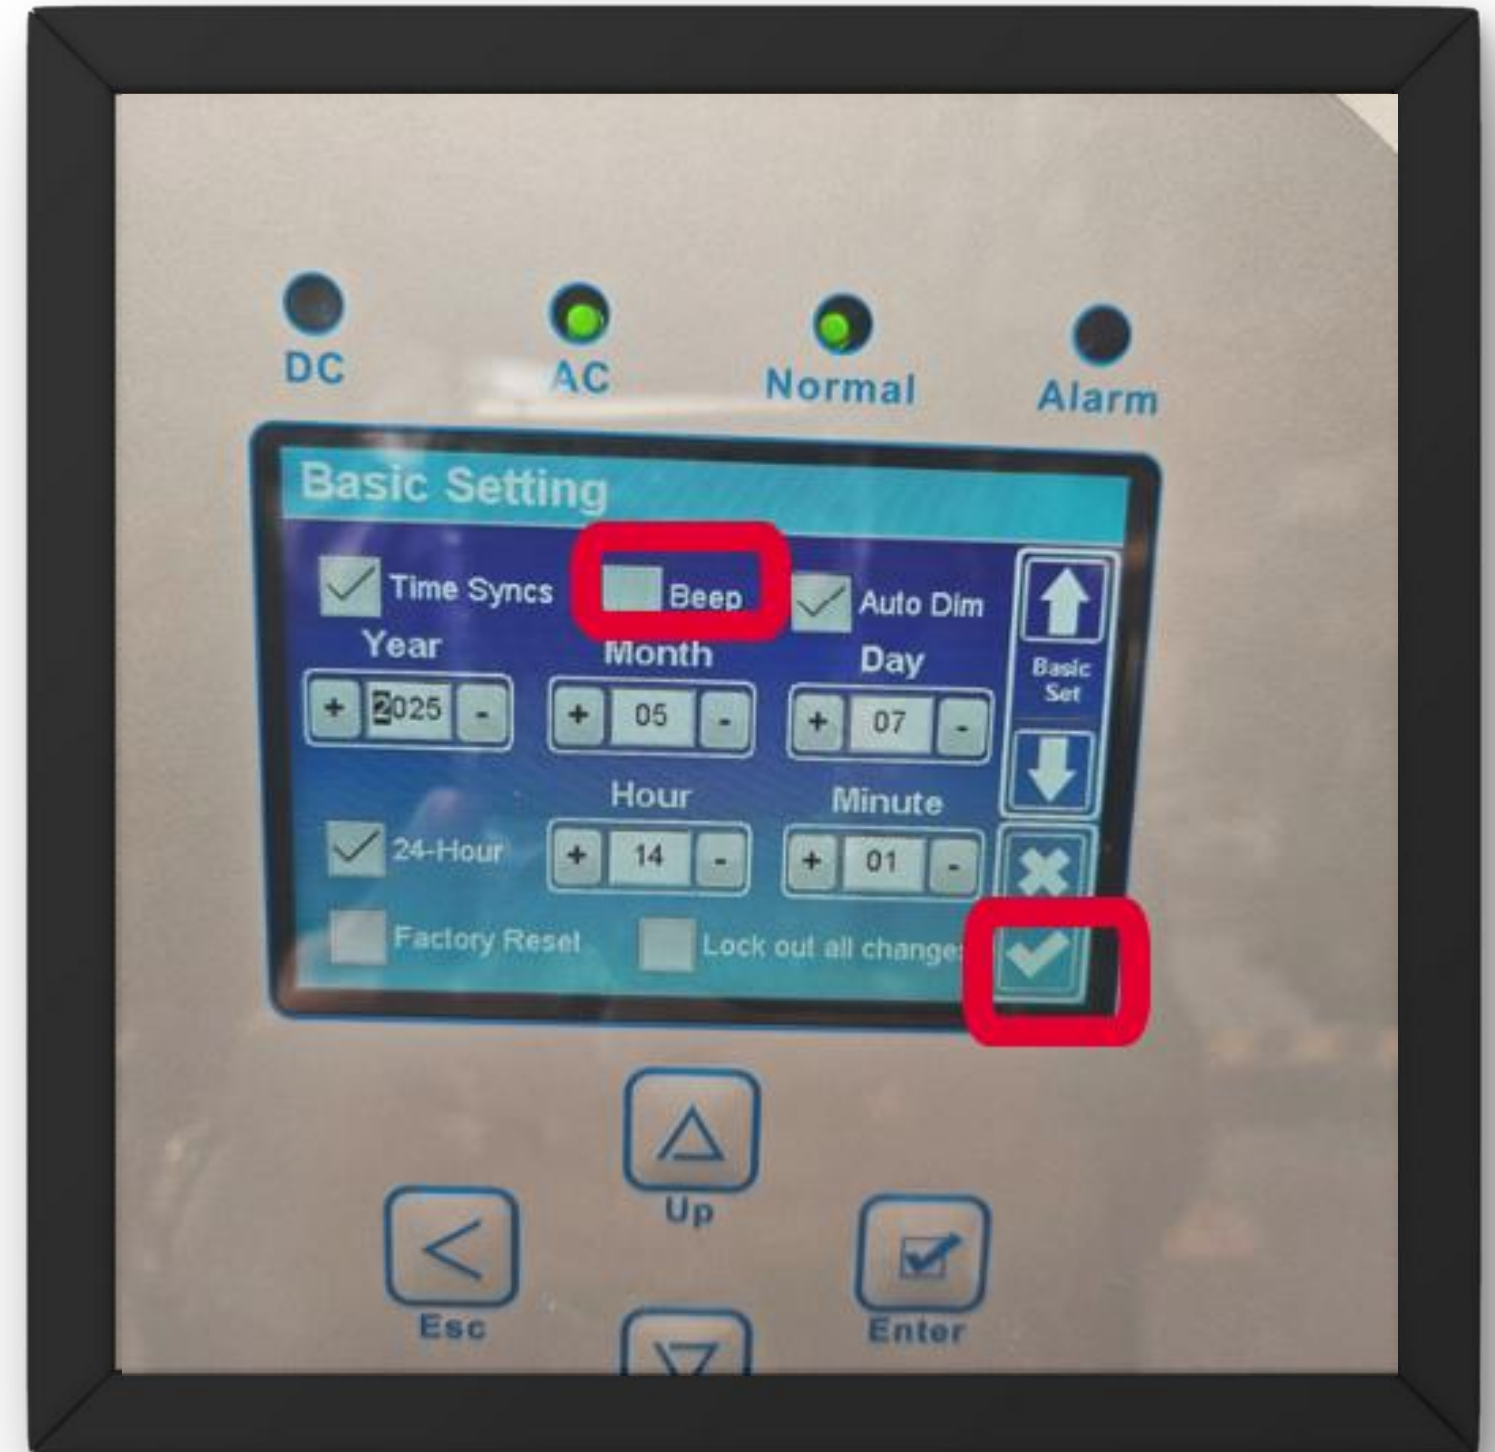 DC AC Normal Alarm
Basic Setting
Time Syncs Beep Auto Dim
Year Month Day
+ 2025 - + 05 - + 07 -
Basic
Set
Hour Minute
24-Hour + 14 - + 01 -
Factory Reset Lock out all change
Up
Esc Enter